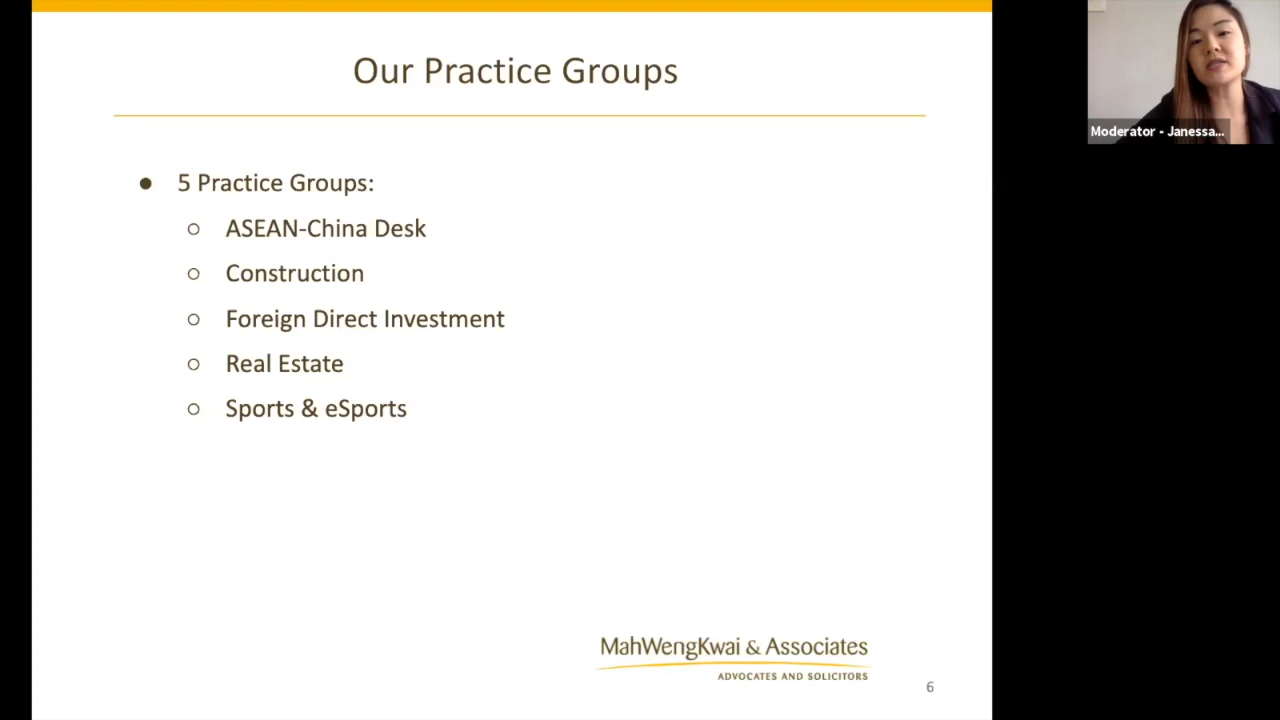 Our Practice Groups
● 5 Practice Groups:
○ ASEAN-China Desk
○ Construction
○ Foreign Direct Investment
○ Real Estate
○ Sports & eSports
MahWengKwai & Associates
ADVOCATES AND SOLICITORS
6
Moderator - Janessa...